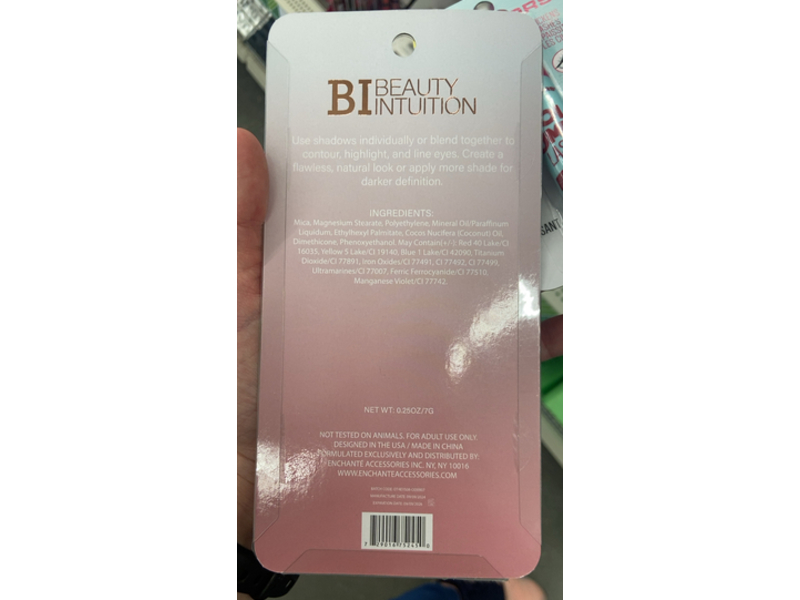 BI BEAUTY
INTUITION
Use shadows individually or blend together to
contour, highlight, and line eyes. Create a
flawless, natural look or apply more shade for
darker definition.
INGREDIENTS:
Mica, Magnesium Stearate, Polyethylene, Mineral Oil/Paraffinum
Liquidum, Ethylhexyl Palmitate, Cocos Nucifera (Coconut) Oil,
Dimethicone, Phenoxyethanol. May Contain(+/-): Red 40 Lake/CI
16035, Yellow 5 Lake/CI 19140, Blue 1 Lake/CI 42090, Titanium
Dioxide/CI 77891, Iron Oxides/CI 77491, CI 77492, CI 77499,
Ultramarines/CI 77007, Ferric Ferrocyanide/CI 77510,
Manganese Violet/CI 77742.
NET WT: 0.25OZ/7G
NOT TESTED ON ANIMALS. FOR ADULT USE ONLY.
DESIGNED IN THE USA / MADE IN CHINA
FORMULATED EXCLUSIVELY AND DISTRIBUTED BY:
ENCHANTE ACCESSORIES INC. NY, NY 10016
WWW.ENCHANTEACCESSORIES.COM